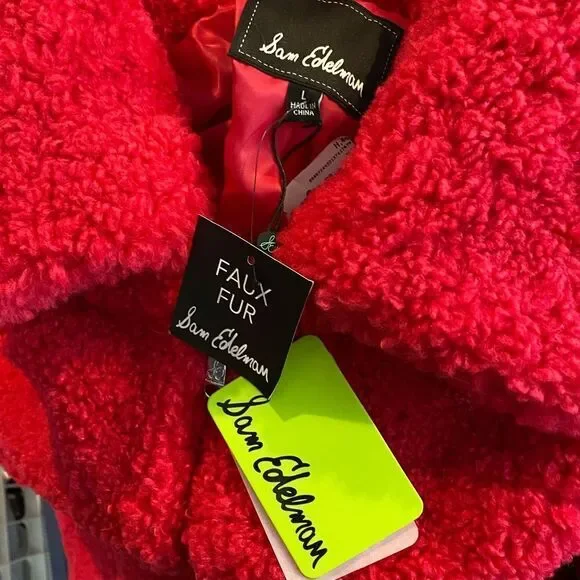 Sam Edelman
L
MADE IN
CHINA
FAUX
FUR
Sam Edelman
Sam Edelman